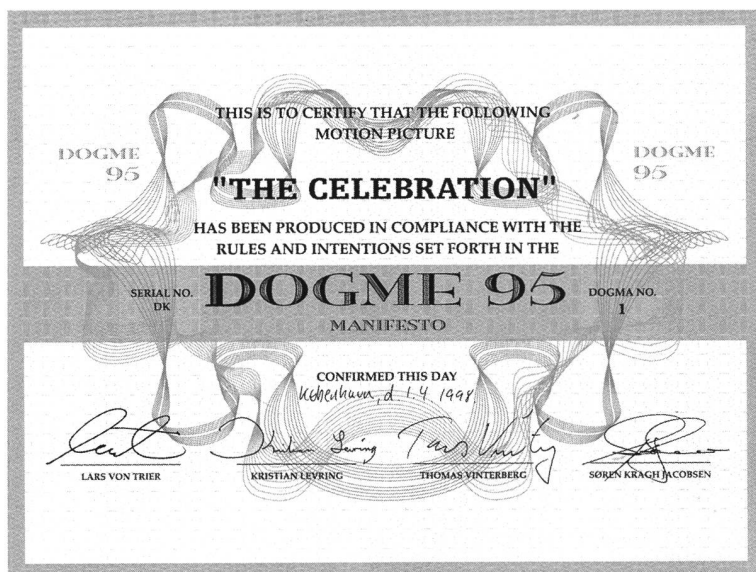 THIS IS TO CERTIFY THAT THE FOLLOWING
MOTION PICTURE
DOGME
95
DOGME
95
"THE CELEBRATION"
HAS BEEN PRODUCED IN COMPLIANCE WITH THE
RULES AND INTENTIONS SET FORTH IN THE
SERIAL NO.
DK
DOGME 95
DOGMA NO.
1
MANIFESTO
CONFIRMED THIS DAY
København, d. 1.4 1998
LARS VON TRIER
KRISTIAN LEVRING
THOMAS VINTERBERG
SØREN KRAGH JACOBSEN